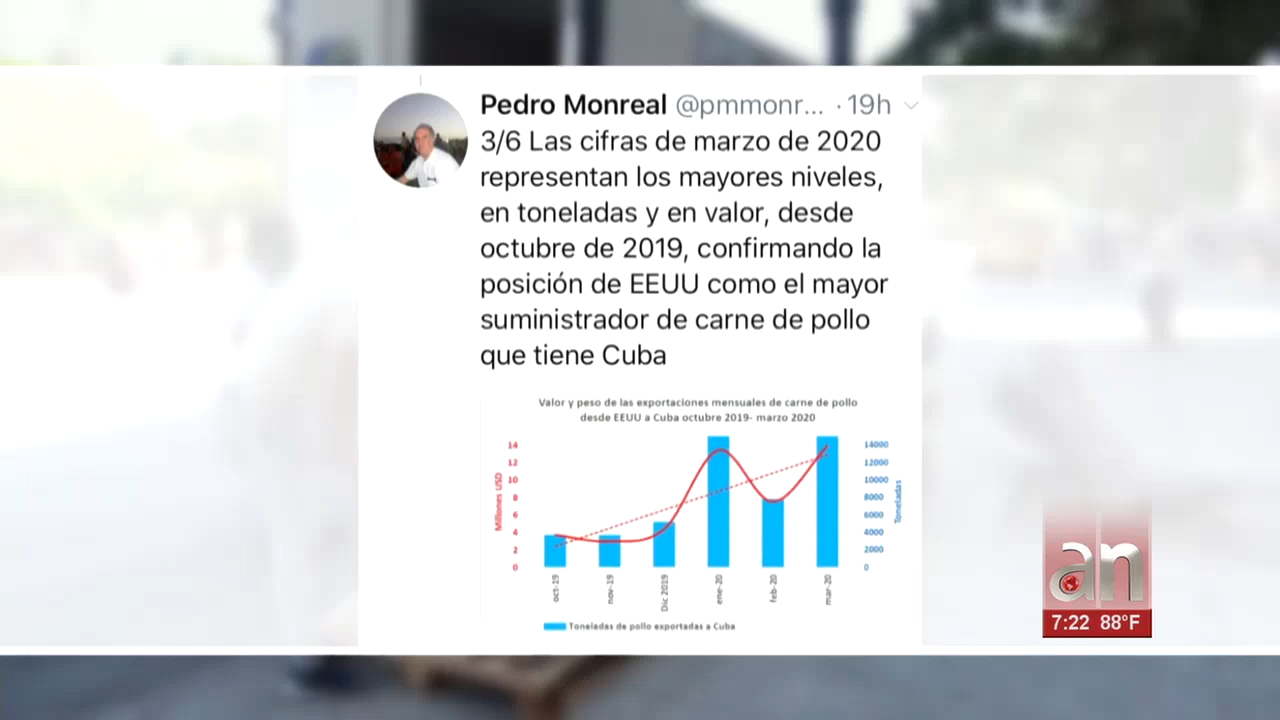 Pedro Monreal @pmmonr... · 19h
3/6 Las cifras de marzo de 2020
representan los mayores niveles,
en toneladas y en valor, desde
octubre de 2019, confirmando la
posición de EEUU como el mayor
suministrador de carne de pollo
que tiene Cuba
Valor y peso de las exportaciones mensuales de carne de pollo
desde EEUU a Cuba octubre 2019- marzo 2020
Millones USD
14
12
10
8
6
4
2
0
14000
12000
10000
8000
6000
4000
2000
0
Toneladas
oct-19
nov-19
Dic 2019
ene-20
feb-20
mar-20
Toneladas de pollo exportadas a Cuba
an
7:22 88°F